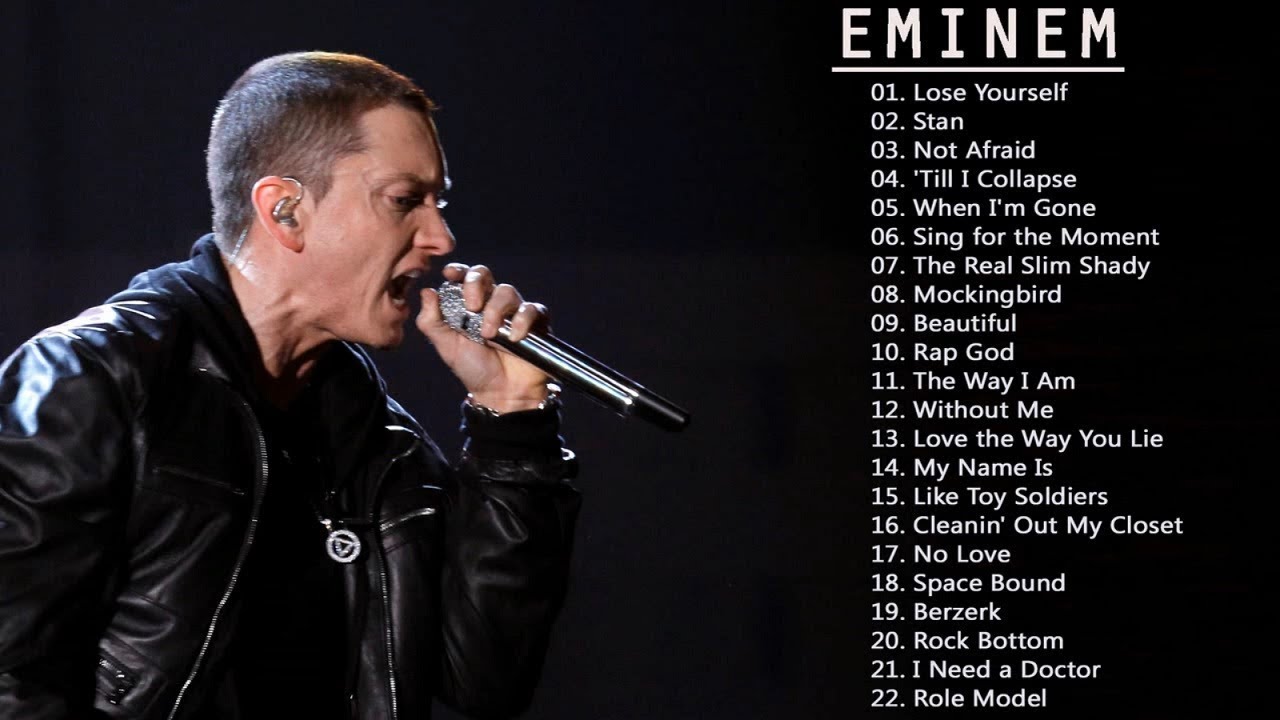 EMINEM
01. Lose Yourself
02. Stan
03. Not Afraid
04. 'Till I Collapse
05. When I'm Gone
06. Sing for the Moment
07. The Real Slim Shady
08. Mockingbird
09. Beautiful
10. Rap God
11. The Way I Am
12. Without Me
13. Love the Way You Lie
14. My Name Is
15. Like Toy Soldiers
16. Cleanin' Out My Closet
17. No Love
18. Space Bound
19. Berzerk
20. Rock Bottom
21. I Need a Doctor
22. Role Model